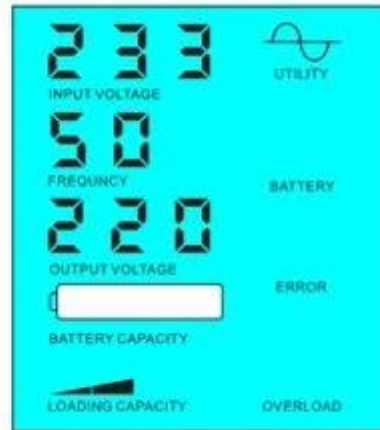 233
UTILITY
INPUT VOLTAGE
50
FREQUNCY
BATTERY
220
OUTPUT VOLTAGE
ERROR
BATTERY CAPACITY
LOADING CAPACITY
OVERLOAD